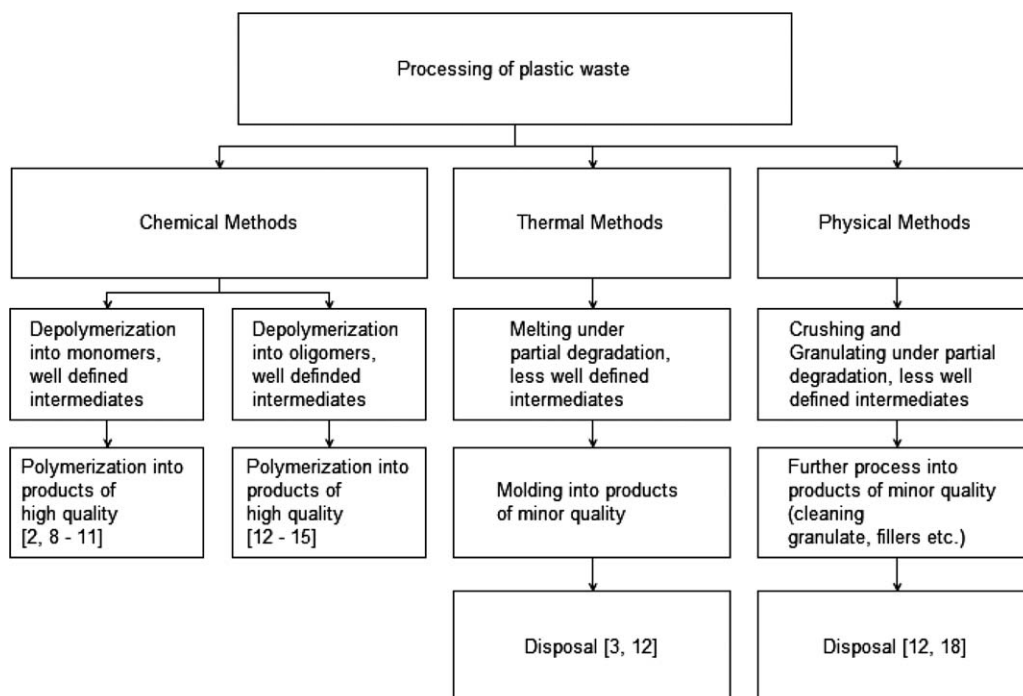 Processing of plastic waste
Chemical Methods
Thermal Methods
Physical Methods
Depolymerization
into monomers,
well defined
intermediates
Depolymerization
into oligomers,
well definded
intermediates
Melting under
partial degradation,
less well defined
intermediates
Crushing and
Granulating under partial
degradation, less well
defined intermediates
Polymerization into
products of
high quality
[2, 8 - 11]
Polymerization into
products of
high quality
[12 - 15]
Molding into products
of minor quality
Further process into
products of minor quality
(cleaning
granulate, fillers etc.)
Disposal [3, 12]
Disposal [12, 18]